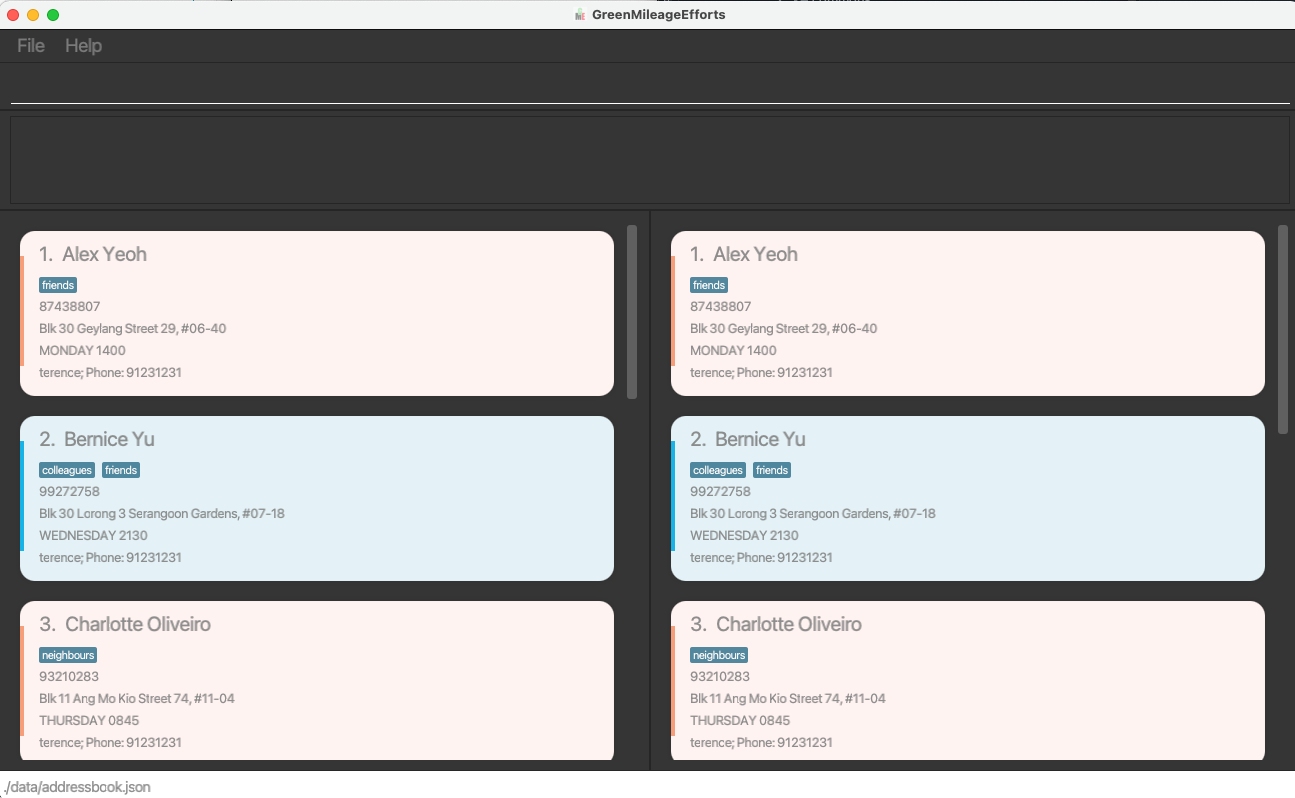 GreenMileageEfforts
File Help
1. Alex Yeoh
friends
87438807
Blk 30 Geylang Street 29, #06-40
MONDAY 1400
terence; Phone: 91231231
2. Bernice Yu
colleagues friends
99272758
Blk 30 Lorong 3 Serangoon Gardens, #07-18
WEDNESDAY 2130
terence; Phone: 91231231
3. Charlotte Oliveiro
neighbours
93210283
Blk 11 Ang Mo Kio Street 74, #11-04
THURSDAY 0845
terence; Phone: 91231231
1. Alex Yeoh
friends
87438807
Blk 30 Geylang Street 29, #06-40
MONDAY 1400
terence; Phone: 91231231
2. Bernice Yu
colleagues friends
99272758
Blk 30 Lorong 3 Serangoon Gardens, #07-18
WEDNESDAY 2130
terence; Phone: 91231231
3. Charlotte Oliveiro
neighbours
93210283
Blk 11 Ang Mo Kio Street 74, #11-04
THURSDAY 0845
terence; Phone: 91231231
./data/addressbook.json